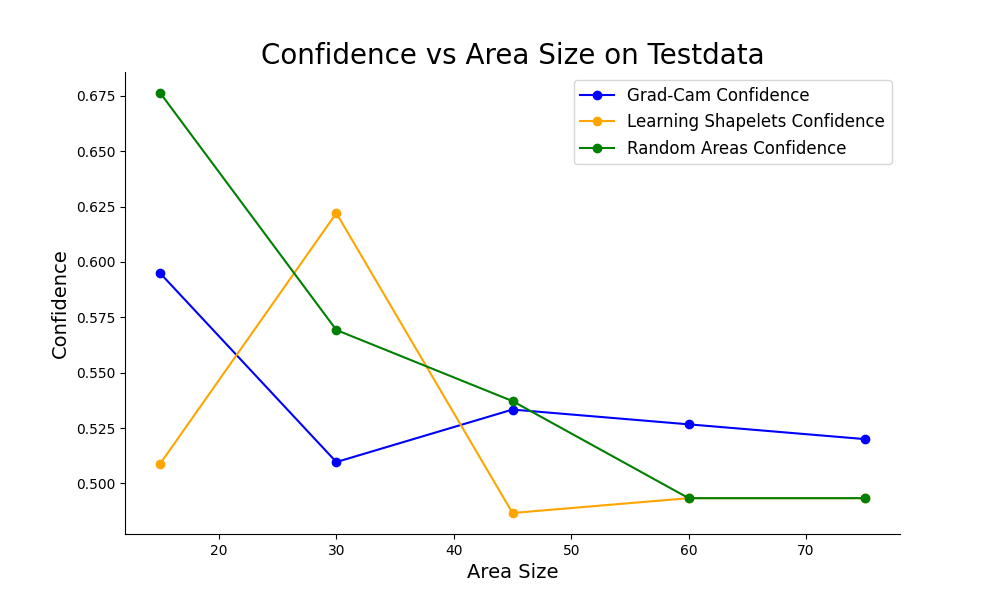 Confidence vs Area Size on Testdata
Grad-Cam Confidence
Learning Shapelets Confidence
Random Areas Confidence
Confidence
0.675
0.650
0.625
0.600
0.575
0.550
0.525
0.500
20 30 40 50 60 70
Area Size